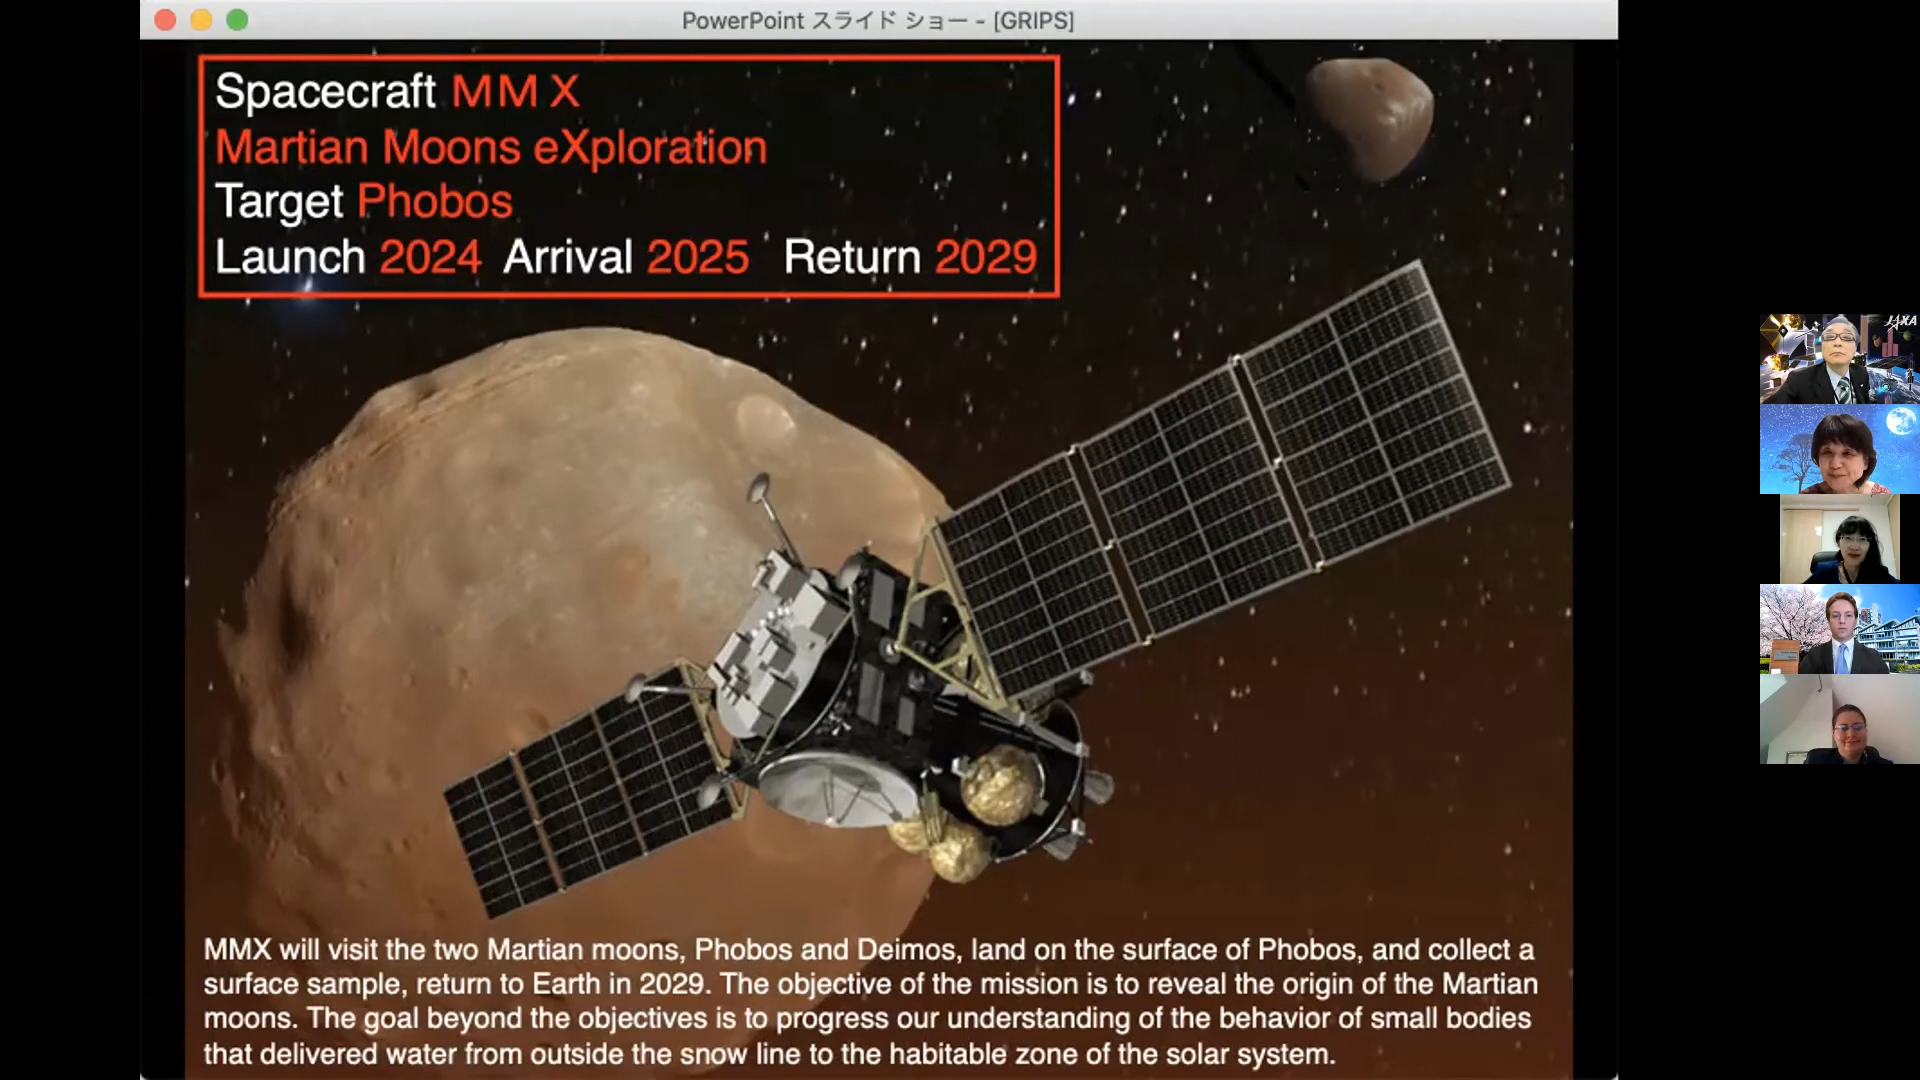 PowerPoint スライド ショー - [GRIPS]
Spacecraft MMX
Martian Moons eXploration
Target Phobos
Launch 2024 Arrival 2025 Return 2029
JAXA
MMX will visit the two Martian moons, Phobos and Deimos, land on the surface of Phobos, and collect a
surface sample, return to Earth in 2029. The objective of the mission is to reveal the origin of the Martian
moons. The goal beyond the objectives is to progress our understanding of the behavior of small bodies
that delivered water from outside the snow line to the habitable zone of the solar system.